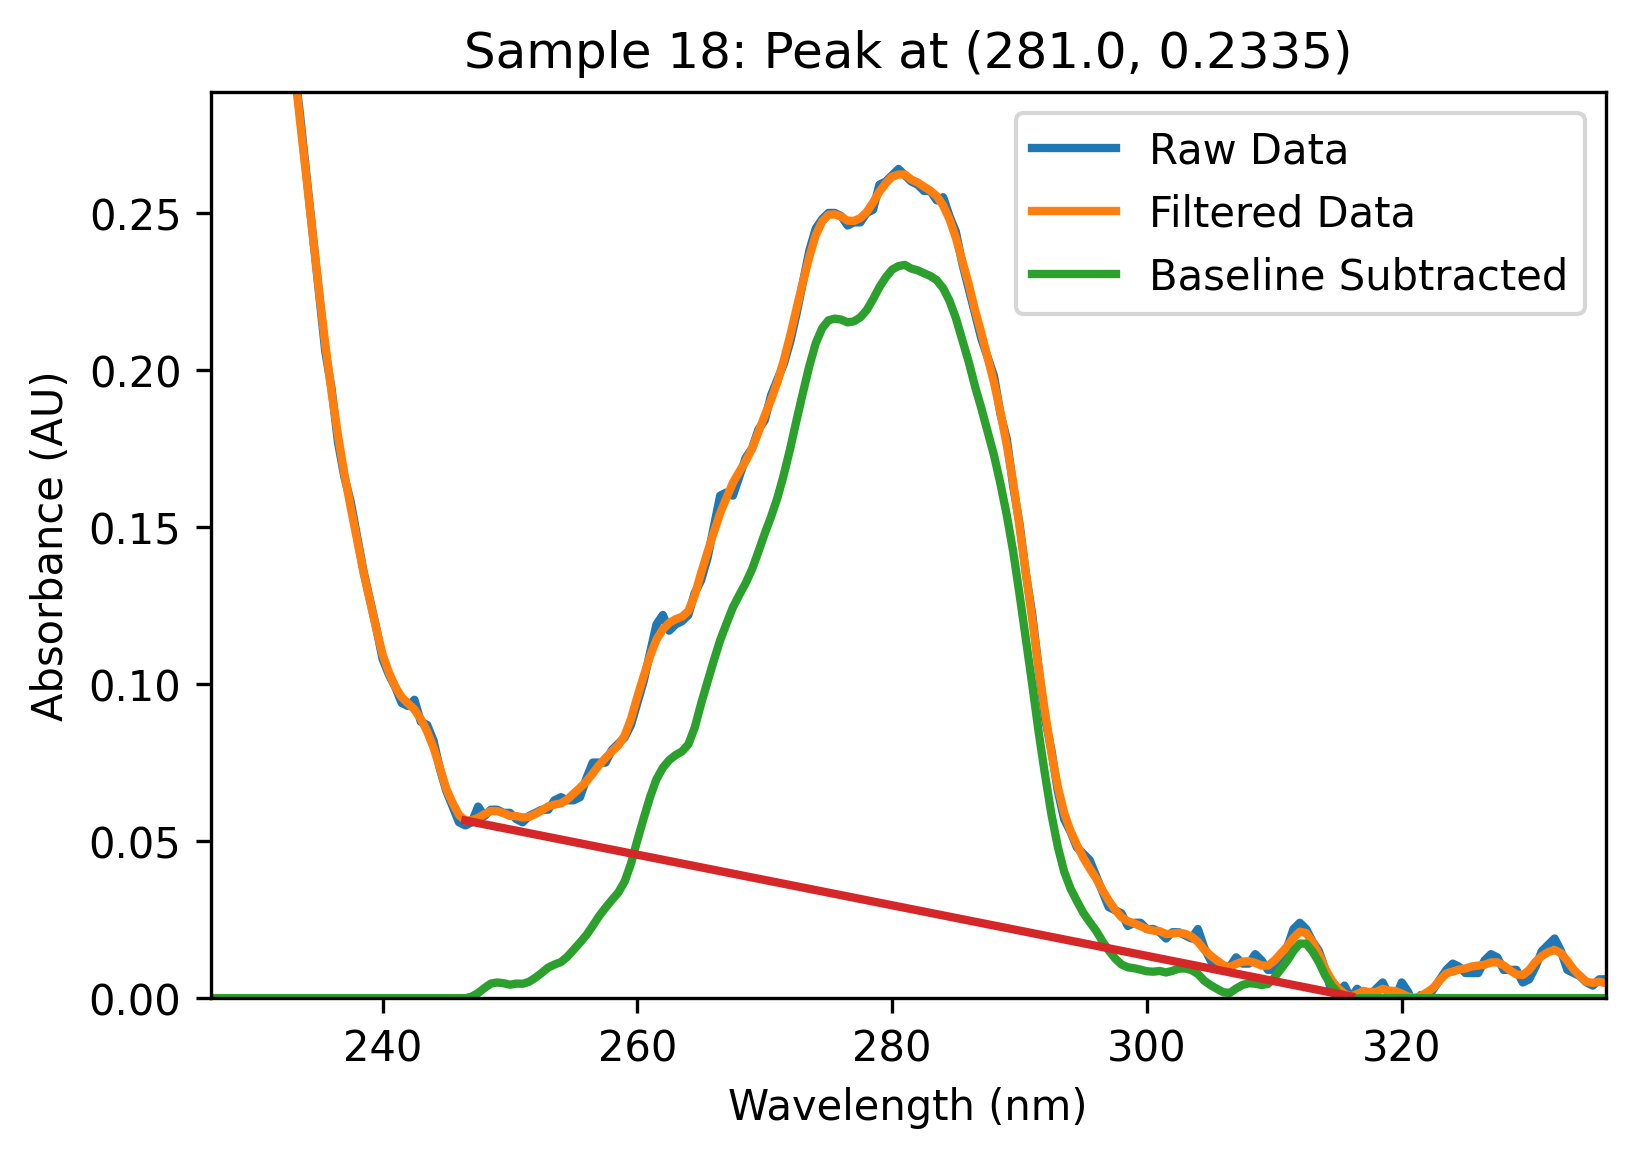 Sample 18: Peak at (281.0, 0.2335)
Raw Data
Filtered Data
Baseline Subtracted
Absorbance (AU)
0.25
0.20
0.15
0.10
0.05
0.00
240 260 280 300 320
Wavelength (nm)